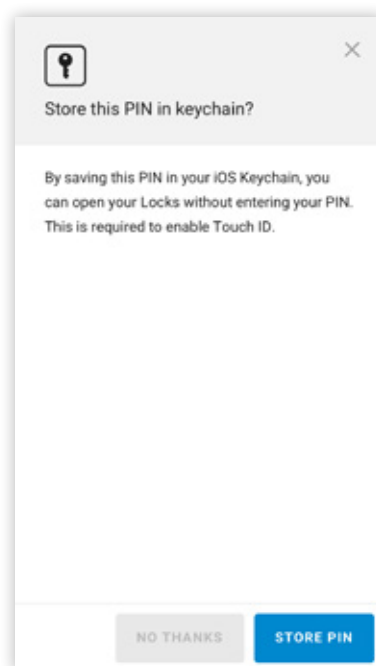 Store this PIN in keychain?
By saving this PIN in your iOS Keychain, you
can open your Locks without entering your PIN.
This is required to enable Touch ID.
NO THANKS
STORE PIN